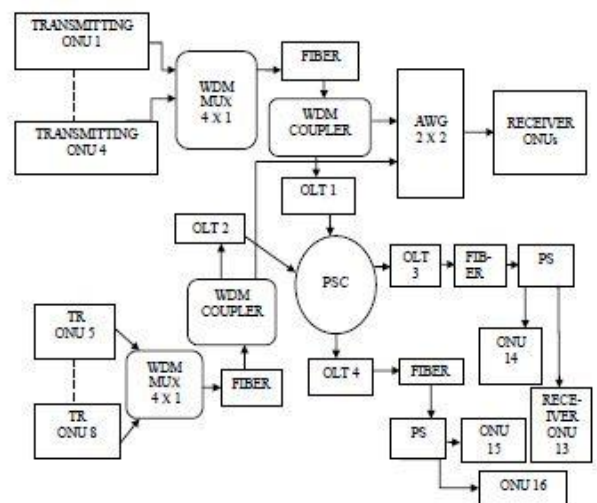 TRANSMITTING
ONU 1
TRANSMITTING
ONU 4
WDM
MUX
4 X 1
FIBER
WDM
COUPLER
AWG
2 X 2
RECEIVER
ONUs
OLT 1
OLT 2
PSC
OLT
3
FIB-
ER
PS
WDM
COUPLER
TR
ONU 5
TR
ONU 8
WDM
MUX
4 X 1
FIBER
OLT 4
FIBER
ONU
14
RECE-
IVER
ONU
13
PS
ONU
15
ONU 16